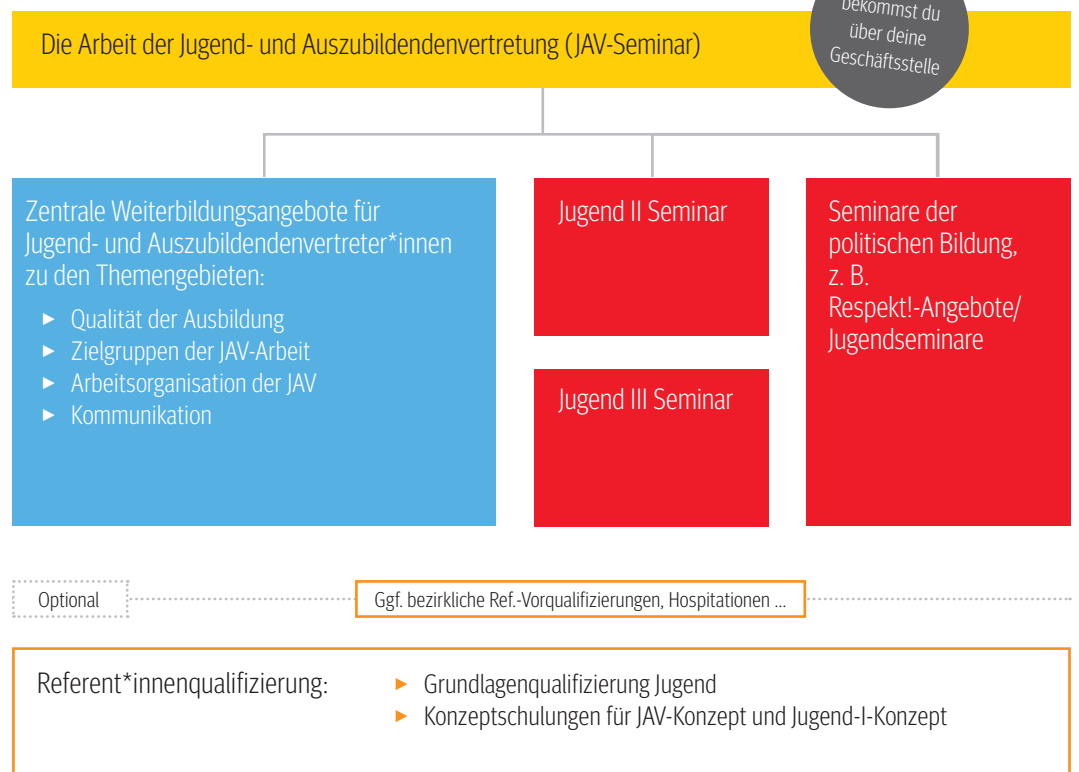 bekommst du
über deine
Geschäftsstelle
Die Arbeit der Jugend- und Auszubildendenvertretung (JAV-Seminar)
Zentrale Weiterbildungsangebote für
Jugend- und Auszubildendenvertreter*innen
zu den Themengebieten:
► Qualität der Ausbildung
► Zielgruppen der JAV-Arbeit
► Arbeitsorganisation der JAV
► Kommunikation
Jugend II Seminar
Jugend III Seminar
Seminare der
politischen Bildung,
z. B.
Respekt!-Angebote/
Jugendseminare
Optional
Ggf. bezirkliche Ref.-Vorqualifizierungen, Hospitationen ...
Referent*innenqualifizierung:
► Grundlagenqualifizierung Jugend
► Konzeptschulungen für JAV-Konzept und Jugend-I-Konzept